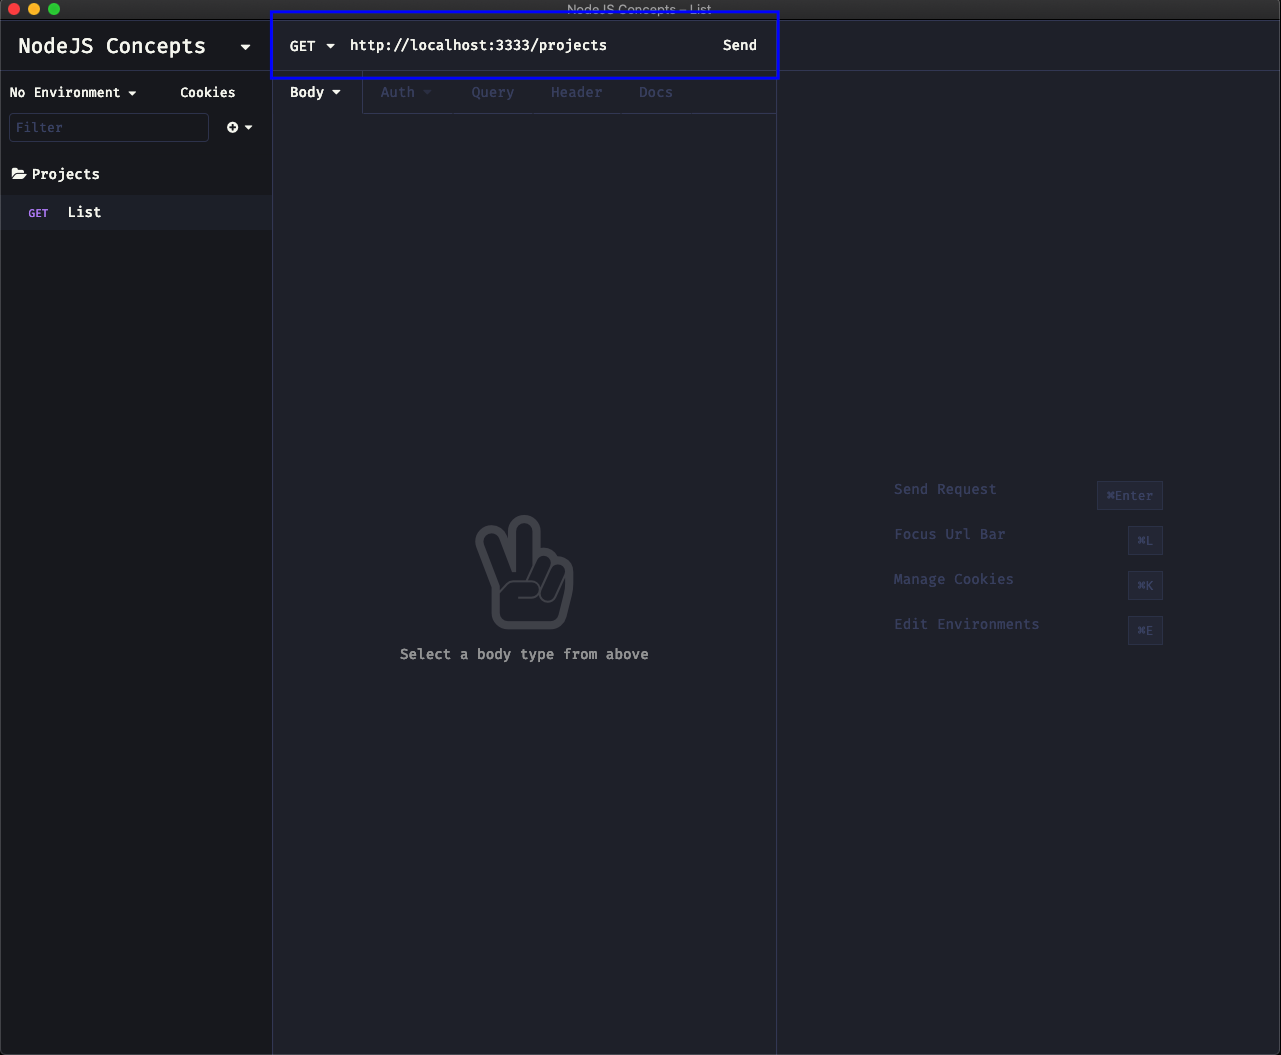 NodeJS Concepts – List
NodeJS Concepts
GET http://localhost:3333/projects Send
No Environment Cookies
Body Auth Query Header Docs
Filter
Projects
GET List
Send Request ⌘Enter
Focus Url Bar ⌘L
Manage Cookies ⌘K
Edit Environments ⌘E
Select a body type from above